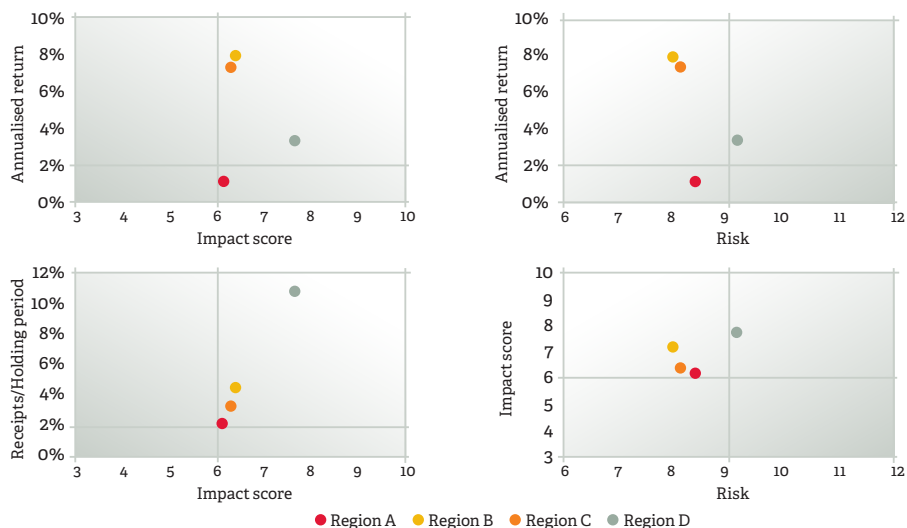 10%
8%
6%
4%
2%
0%
Annualised return
3 4 5 6 7 8 9 10
Impact score
10%
8%
6%
4%
2%
0%
Annualised return
6 7 8 9 10 11 12
Risk
12%
10%
8%
6%
4%
2%
0%
Receipts/Holding period
3 4 5 6 7 8 9 10
Impact score
10
9
8
7
6
5
4
3
Impact score
6 7 8 9 10 11 12
Risk
Region A Region B Region C Region D